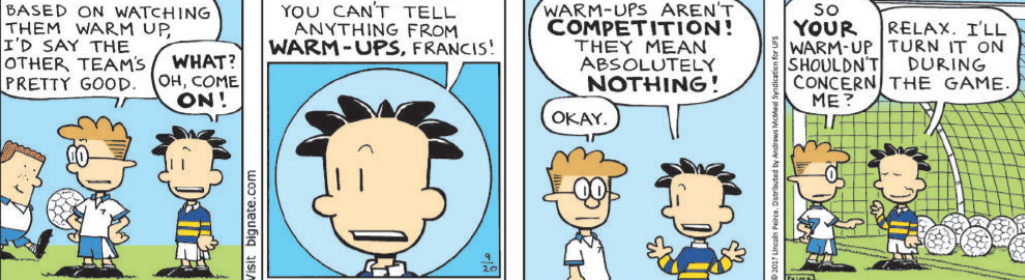 BASED ON WATCHING
THEM WARM UP,
I'D SAY THE
OTHER TEAM'S
PRETTY GOOD.
WHAT?
OH, COME
ON!
visit bignate.com
YOU CAN'T TELL
ANYTHING FROM
WARM-UPS, FRANCIS!
9
20
WARM-UPS AREN'T
COMPETITION!
THEY MEAN
ABSOLUTELY
NOTHING!
OKAY.
© 2017 Lincoln Peirce. Distributed by Andrews McMeel Syndication for UFS
SO
YOUR
WARM-UP
SHOULDN'T
CONCERN
ME?
RELAX. I'LL
TURN IT ON
DURING
THE GAME.